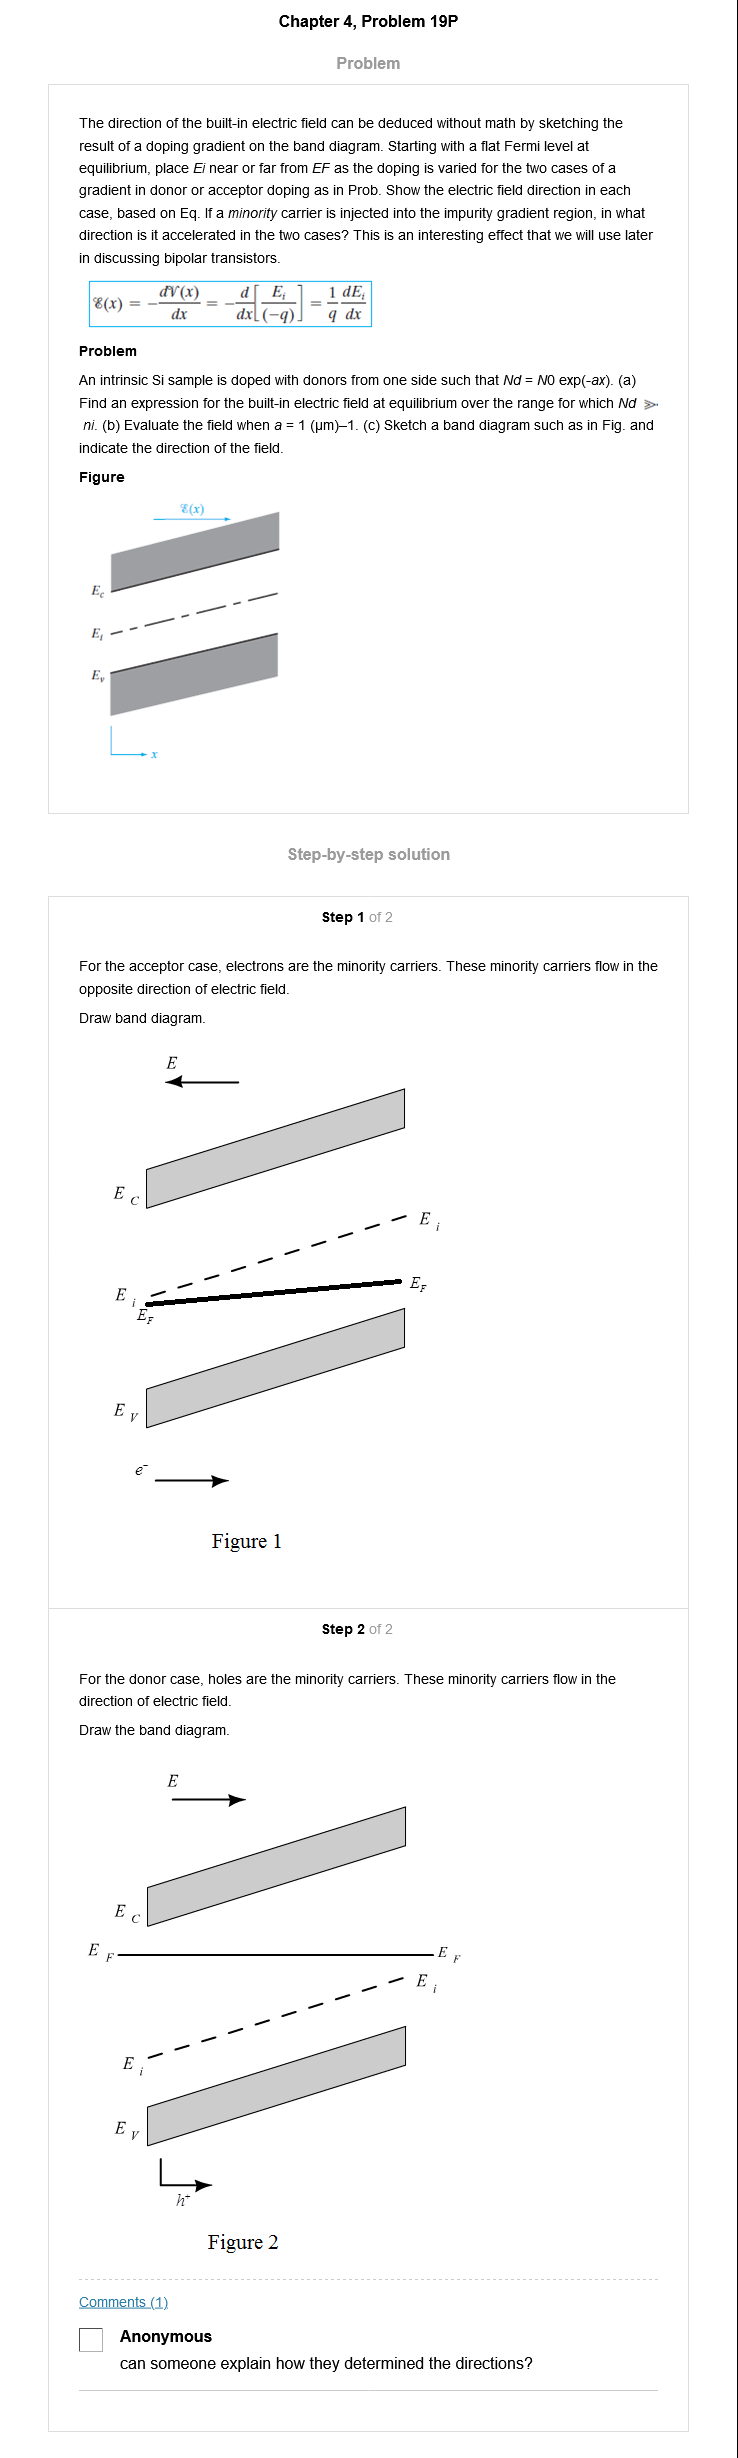 Chapter 4, Problem 19P
Problem
The direction of the built-in electric field can be deduced without math by sketching the
result of a doping gradient on the band diagram. Starting with a flat Fermi level at
equilibrium, place Ei near or far from EF as the doping is varied for the two cases of a
gradient in donor or acceptor doping as in Prob. Show the electric field direction in each
case, based on Eq. If a minority carrier is injected into the impurity gradient region, in what
direction is it accelerated in the two cases? This is an interesting effect that we will use later
in discussing bipolar transistors.
ℰ(x) = −dV(x)/dx = −d/dx[E_i/(−q)] = 1/q dE_i/dx
Problem
An intrinsic Si sample is doped with donors from one side such that Nd = N0 exp(-ax). (a)
Find an expression for the built-in electric field at equilibrium over the range for which Nd ≫
ni. (b) Evaluate the field when a = 1 (μm)–1. (c) Sketch a band diagram such as in Fig. and
indicate the direction of the field.
Figure
ℰ(x)
E_c
E_i
E_v
x
Step-by-step solution
Step 1 of 2
For the acceptor case, electrons are the minority carriers. These minority carriers flow in the
opposite direction of electric field.
Draw band diagram.
E
E_C
E_i
E_F
E_i
E_F
E_V
e⁻
Figure 1
Step 2 of 2
For the donor case, holes are the minority carriers. These minority carriers flow in the
direction of electric field.
Draw the band diagram.
E
E_C
E_F E_F
E_i
E_i
E_V
h⁺
Figure 2
Comments (1)
Anonymous
can someone explain how they determined the directions?